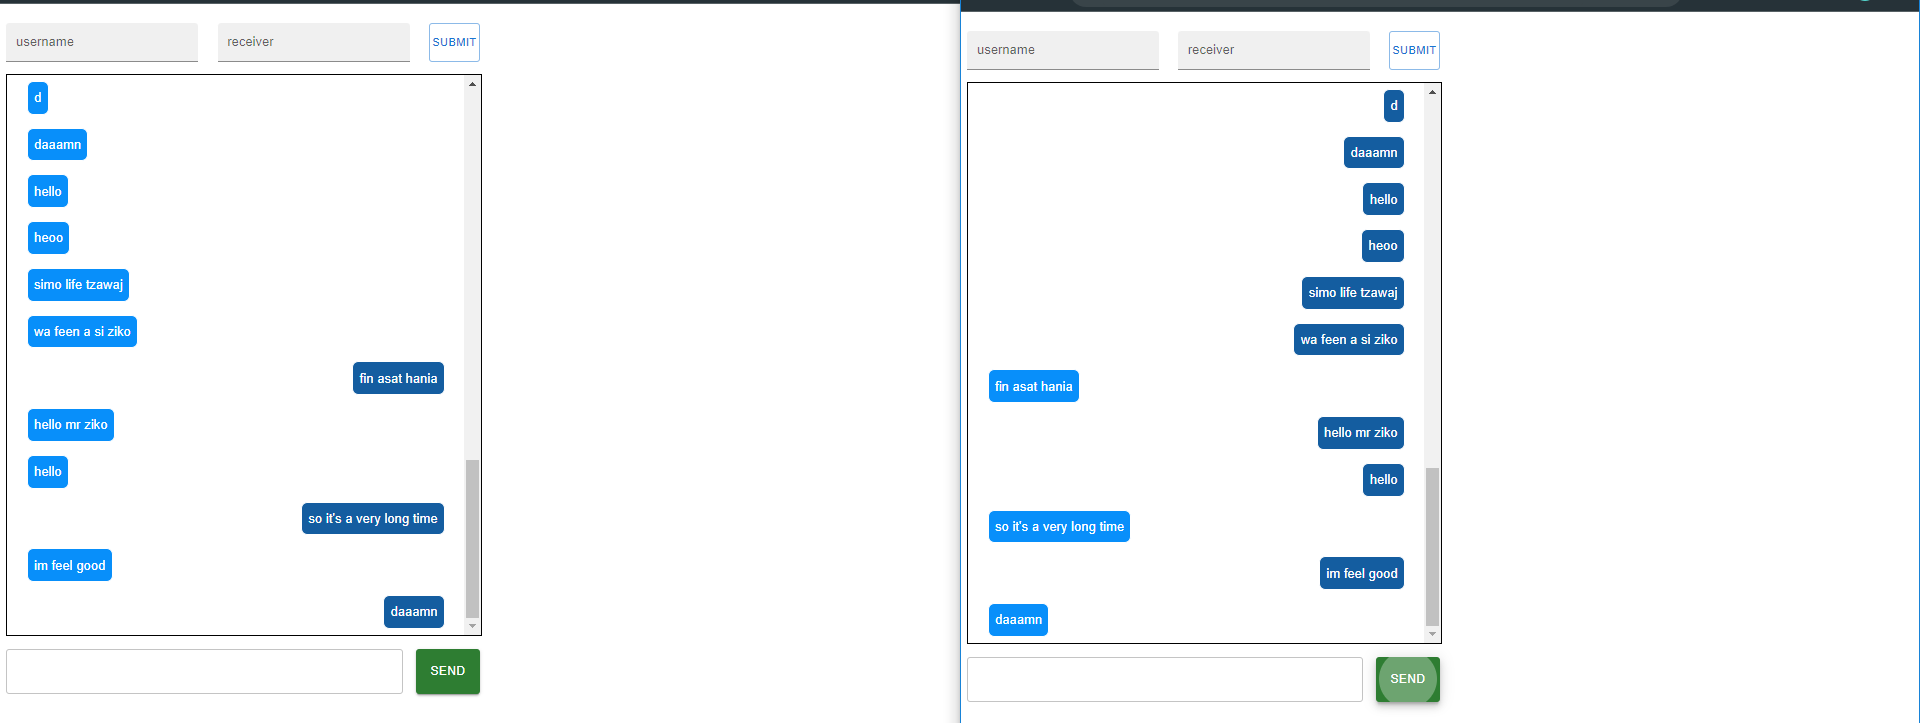 username
receiver
SUBMIT
d
daaamn
hello
heoo
simo life tzawaj
wa feen a si ziko
fin asat hania
hello mr ziko
hello
so it's a very long time
im feel good
daaamn
SEND
username
receiver
SUBMIT
d
daaamn
hello
heoo
simo life tzawaj
wa feen a si ziko
fin asat hania
hello mr ziko
hello
so it's a very long time
im feel good
daaamn
SEND